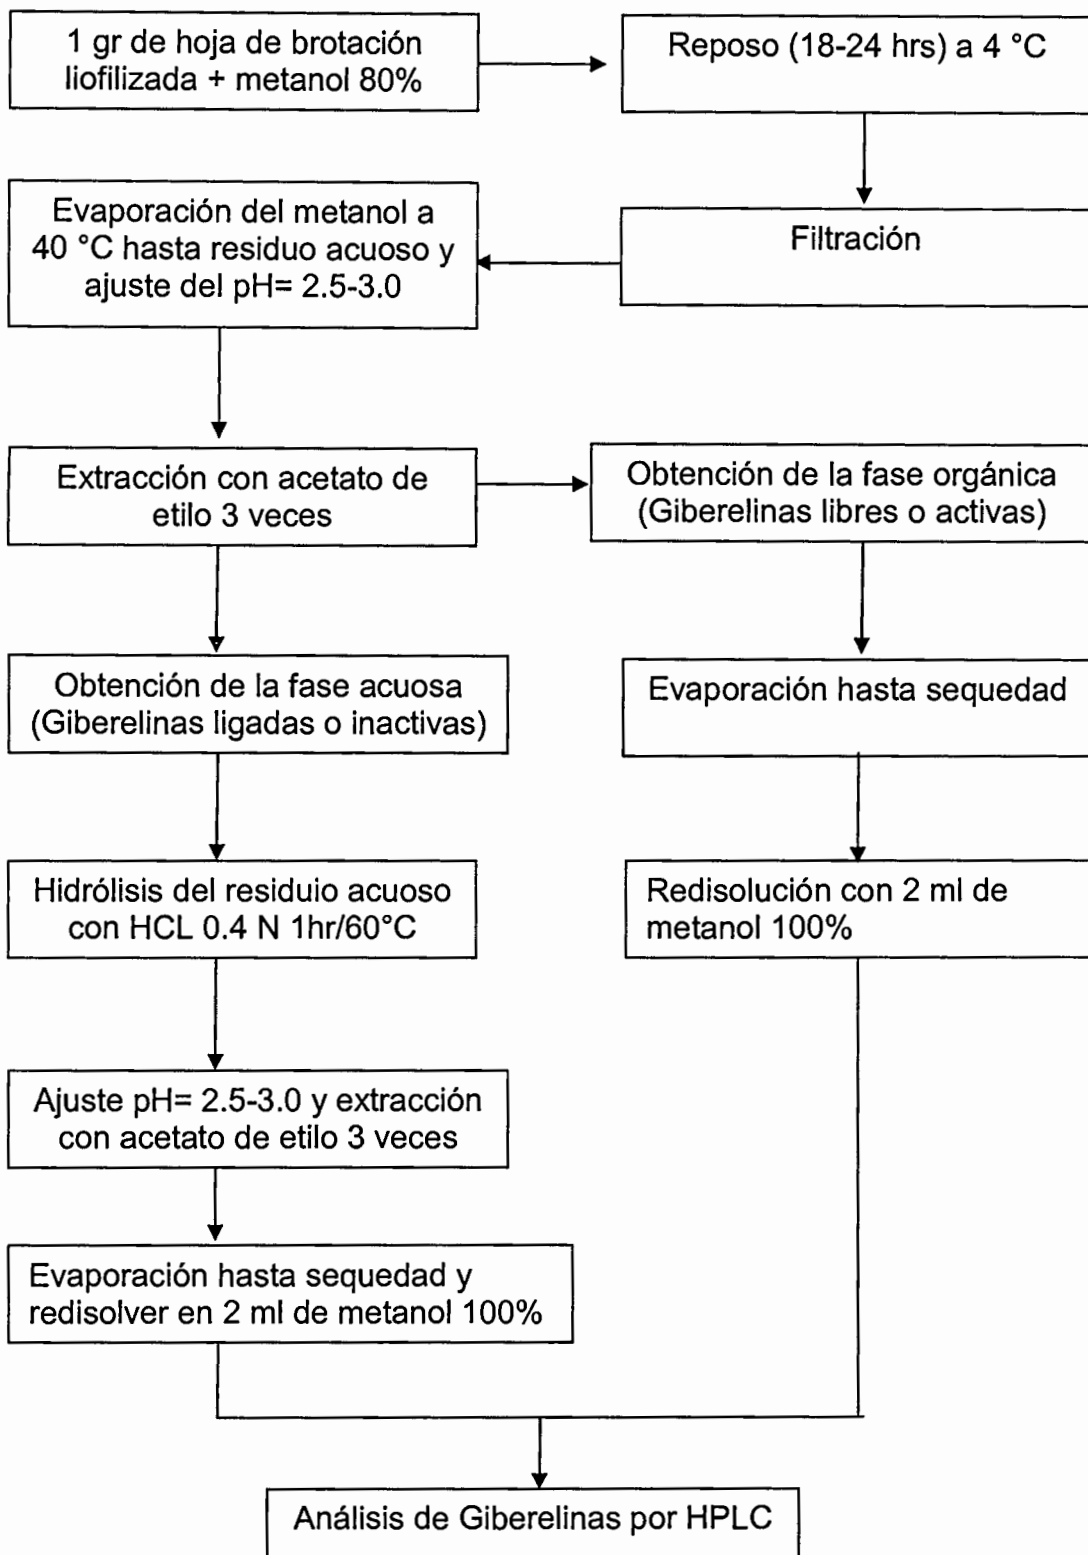 1 gr de hoja de brotación
liofilizada + metanol 80%
Reposo (18-24 hrs) a 4 °C
Filtración
Evaporación del metanol a
40 °C hasta residuo acuoso y
ajuste del pH= 2.5-3.0
Extracción con acetato de
etilo 3 veces
Obtención de la fase orgánica
(Giberelinas libres o activas)
Evaporación hasta sequedad
Redisolución con 2 ml de
metanol 100%
Obtención de la fase acuosa
(Giberelinas ligadas o inactivas)
Hidrólisis del residuio acuoso
con HCL 0.4 N 1hr/60°C
Ajuste pH= 2.5-3.0 y extracción
con acetato de etilo 3 veces
Evaporación hasta sequedad y
redisolver en 2 ml de metanol 100%
Análisis de Giberelinas por HPLC